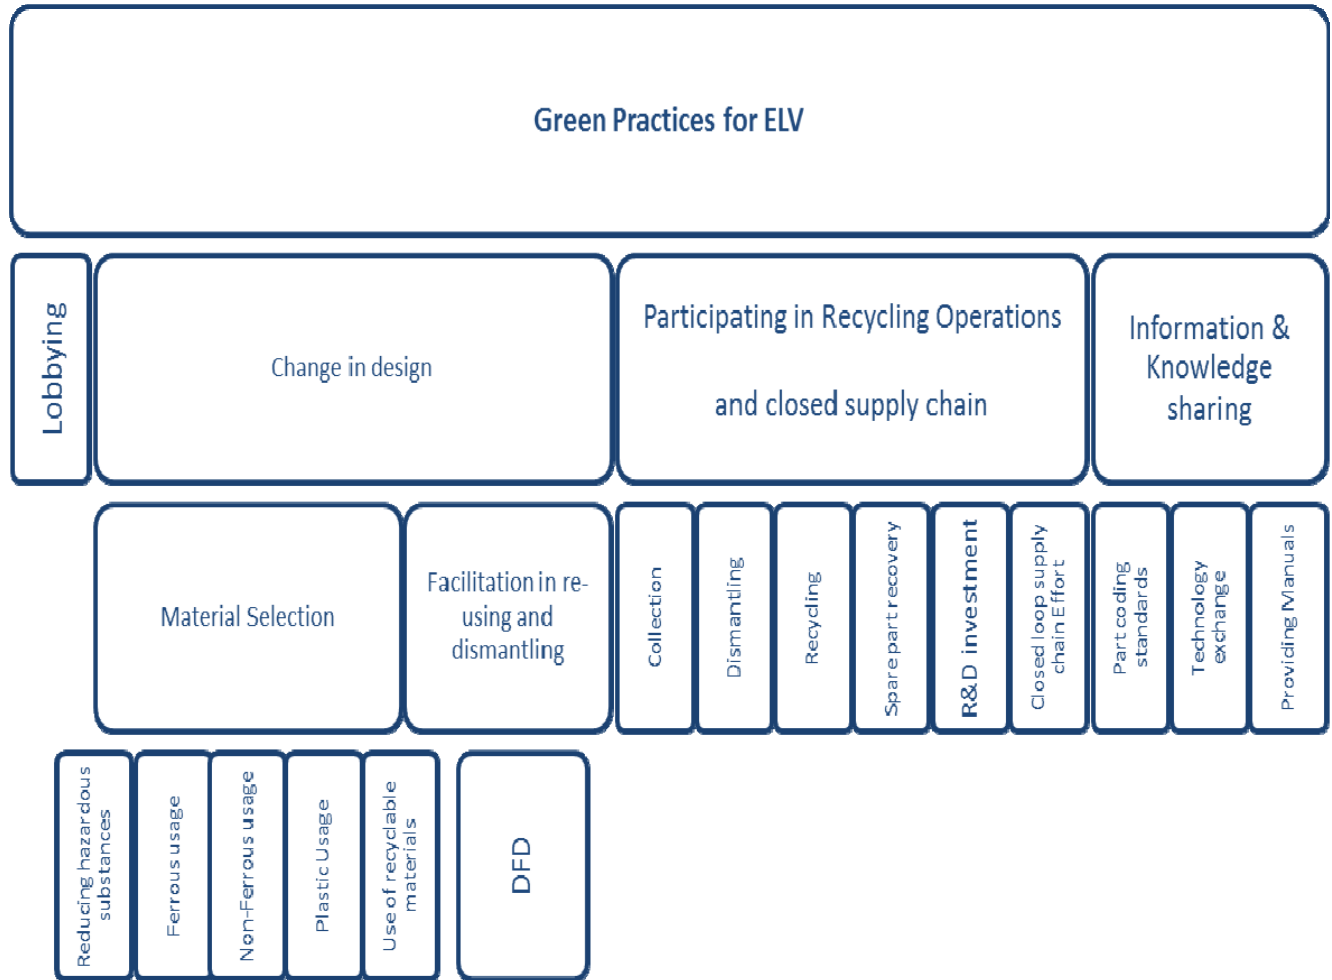 Green Practices for ELV
Lobbying
Change in design
Participating in Recycling Operations
and closed supply chain
Information &
Knowledge
sharing
Material Selection
Facilitation in re-
using and
dismantling
Collection
Dismantling
Recycling
Spare part recovery
R&D investment
Closed loop supply
chain Effort
Part coding
standards
Technology
exchange
Providing Manuals
Reducing hazardous
substances
Ferrous usage
Non-Ferrous usage
Plastic Usage
Use of recyclable
materials
DFD